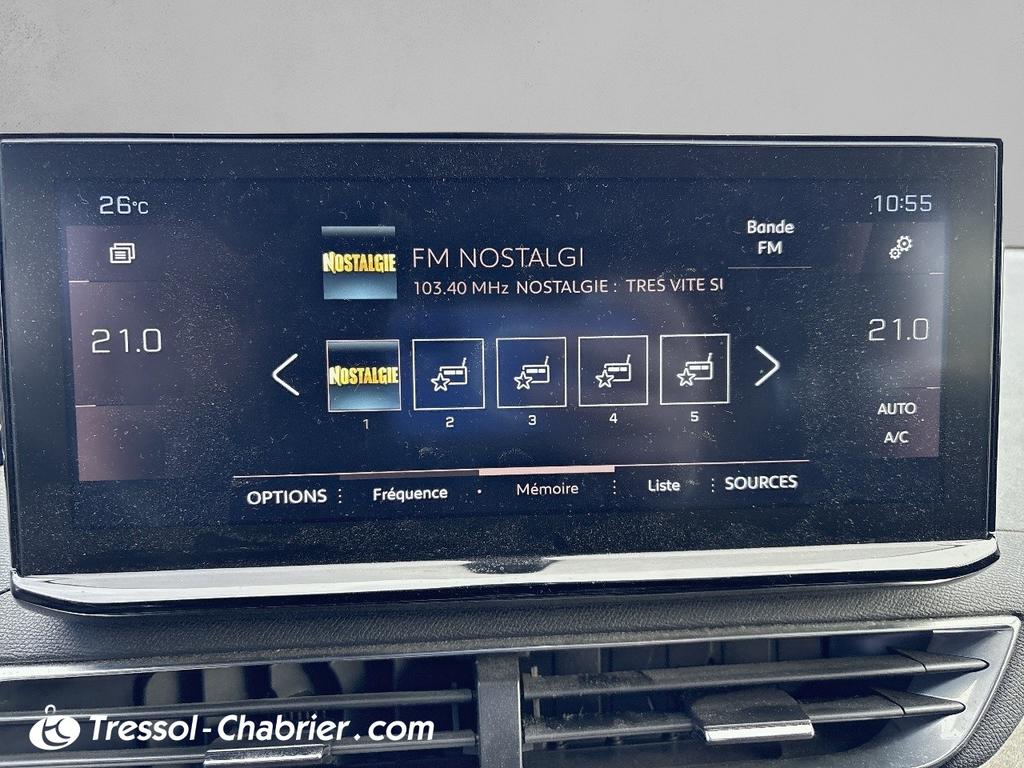 26°C
10:55
Bande
FM
NOSTALGIE
FM NOSTALGI
103.40 MHz NOSTALGIE : TRES VITE SI
21.0
21.0
NOSTALGIE
1
2
3
4
5
AUTO
A/C
OPTIONS
Fréquence
Mémoire
Liste
SOURCES
Tressol-Chabrier.com